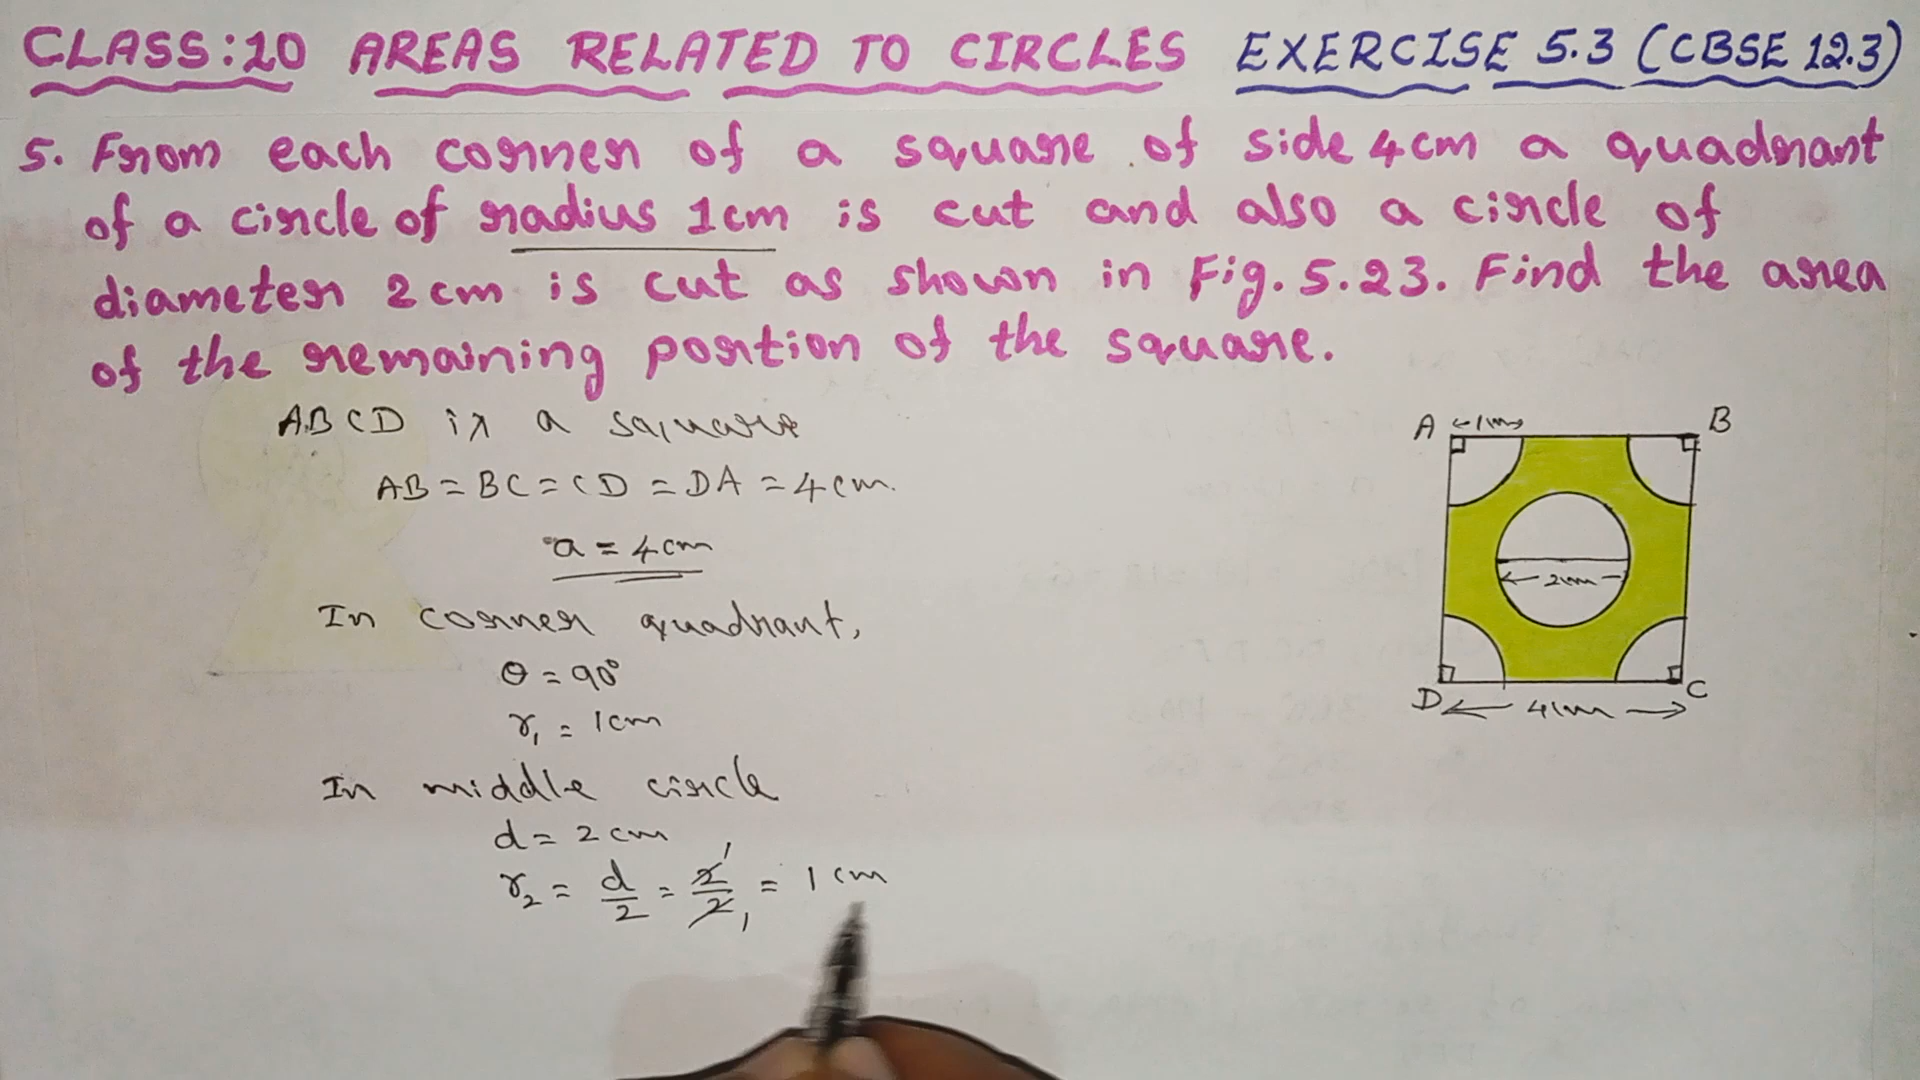 CLASS:10 AREAS RELATED TO CIRCLES EXERCISE 5.3 (CBSE 12.3)
5. From each corner of a square of side 4cm a quadrant
of a circle of radius 1cm is cut and also a circle of
diameter 2cm is cut as shown in Fig. 5.23. Find the area
of the remaining portion of the square.
ABCD is a square
AB = BC = CD = DA = 4cm.
a = 4cm
In corner quadrant,
θ = 90°
r₁ = 1cm
In middle circle
d = 2cm
r₂ = d/2 = 2/2 = 1cm
A 1cm B
2cm
D 4cm C